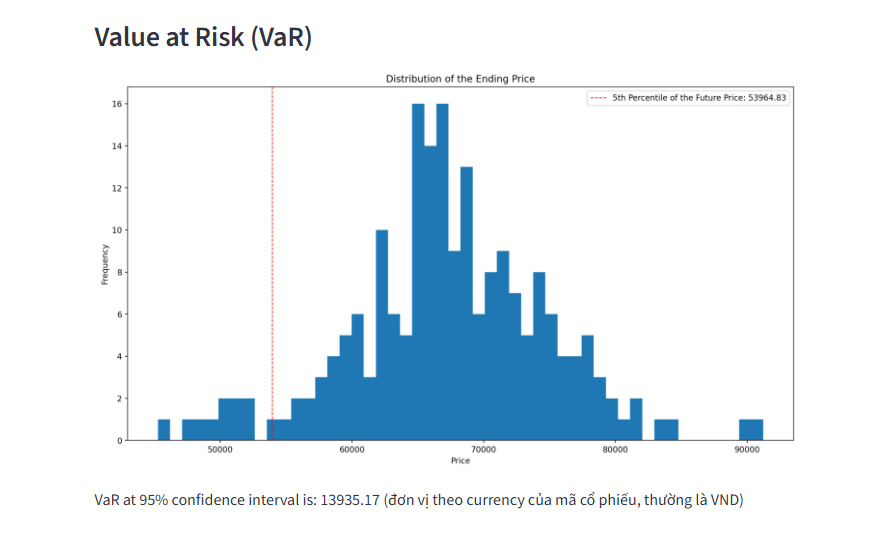 Value at Risk (VaR)
Distribution of the Ending Price
5th Percentile of the Future Price: 53964.83
16
14
12
10
8
6
4
2
0
Frequency
50000 60000 70000 80000 90000
Price
VaR at 95% confidence interval is: 13935.17 (đơn vị theo currency của mã cổ phiếu, thường là VND)